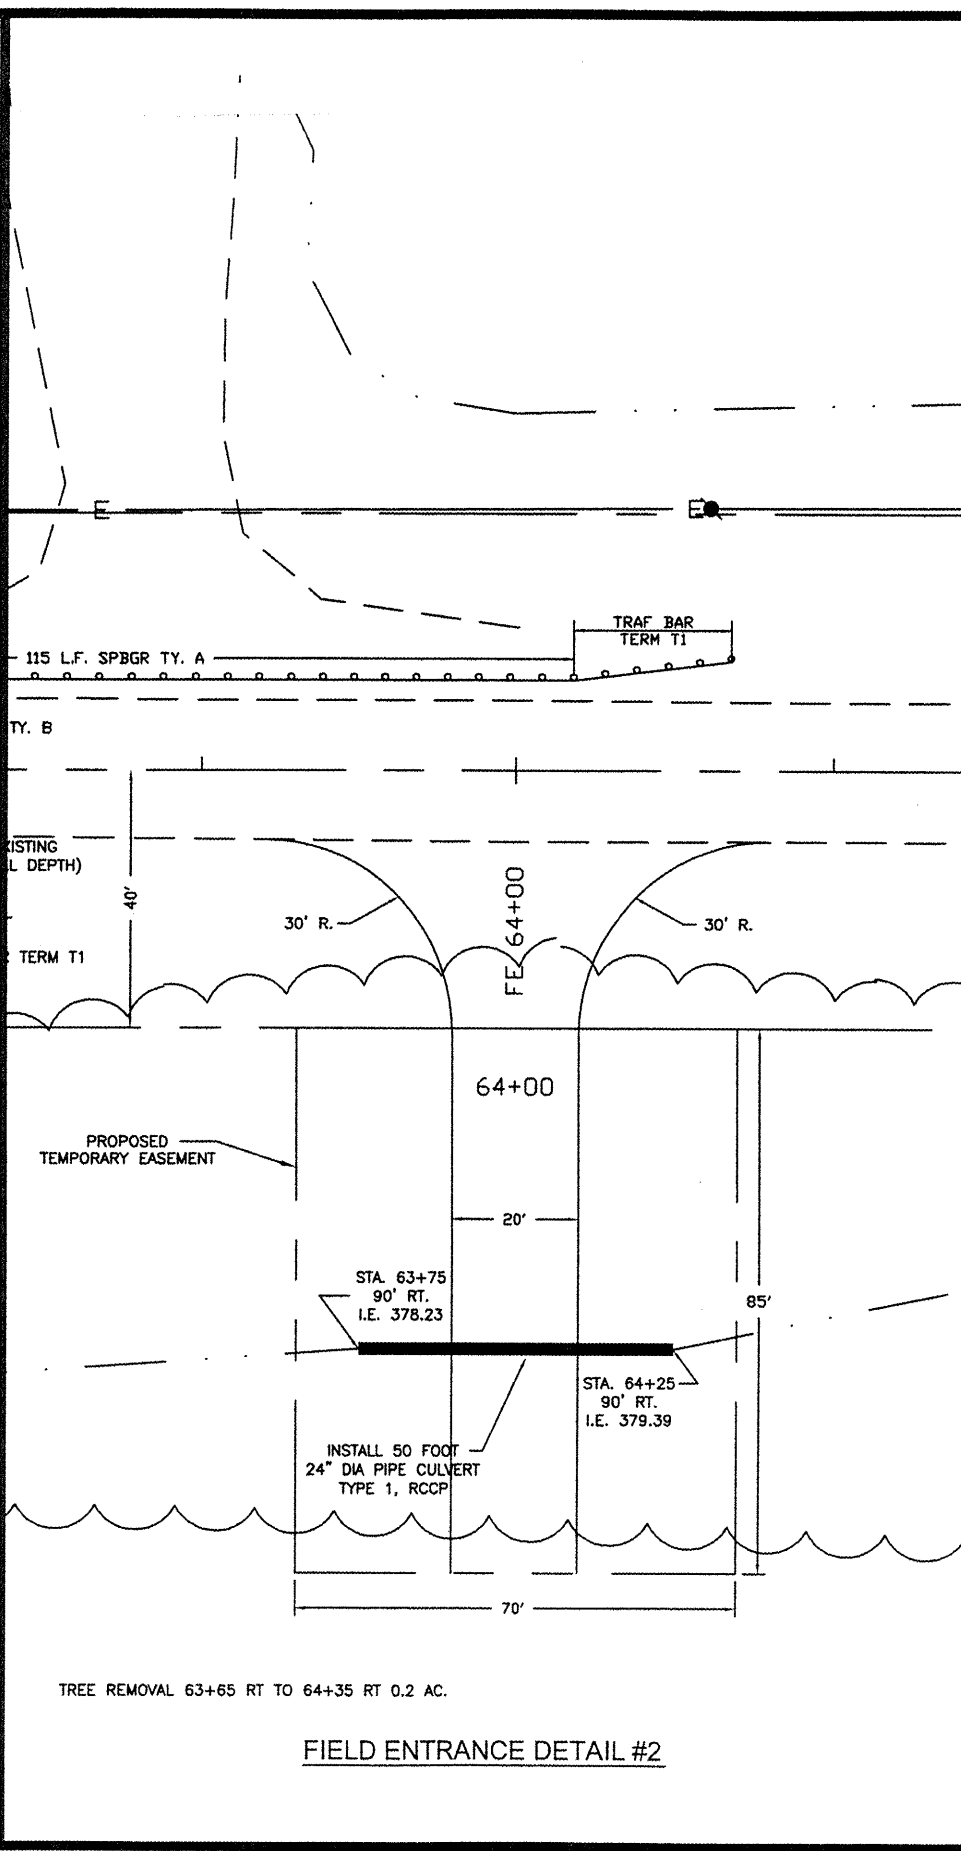 E
E
TRAF BAR
TERM T1
115 L.F. SPBGR TY. A
TY. B
XISTING
L DEPTH)
40'
30' R.
FE 64+00
30' R.
TERM T1
64+00
PROPOSED
TEMPORARY EASEMENT
20'
STA. 63+75
90' RT.
I.E. 378.23
85'
STA. 64+25
90' RT.
I.E. 379.39
INSTALL 50 FOOT
24" DIA PIPE CULVERT
TYPE 1, RCCP
70'
TREE REMOVAL 63+65 RT TO 64+35 RT 0.2 AC.
FIELD ENTRANCE DETAIL #2